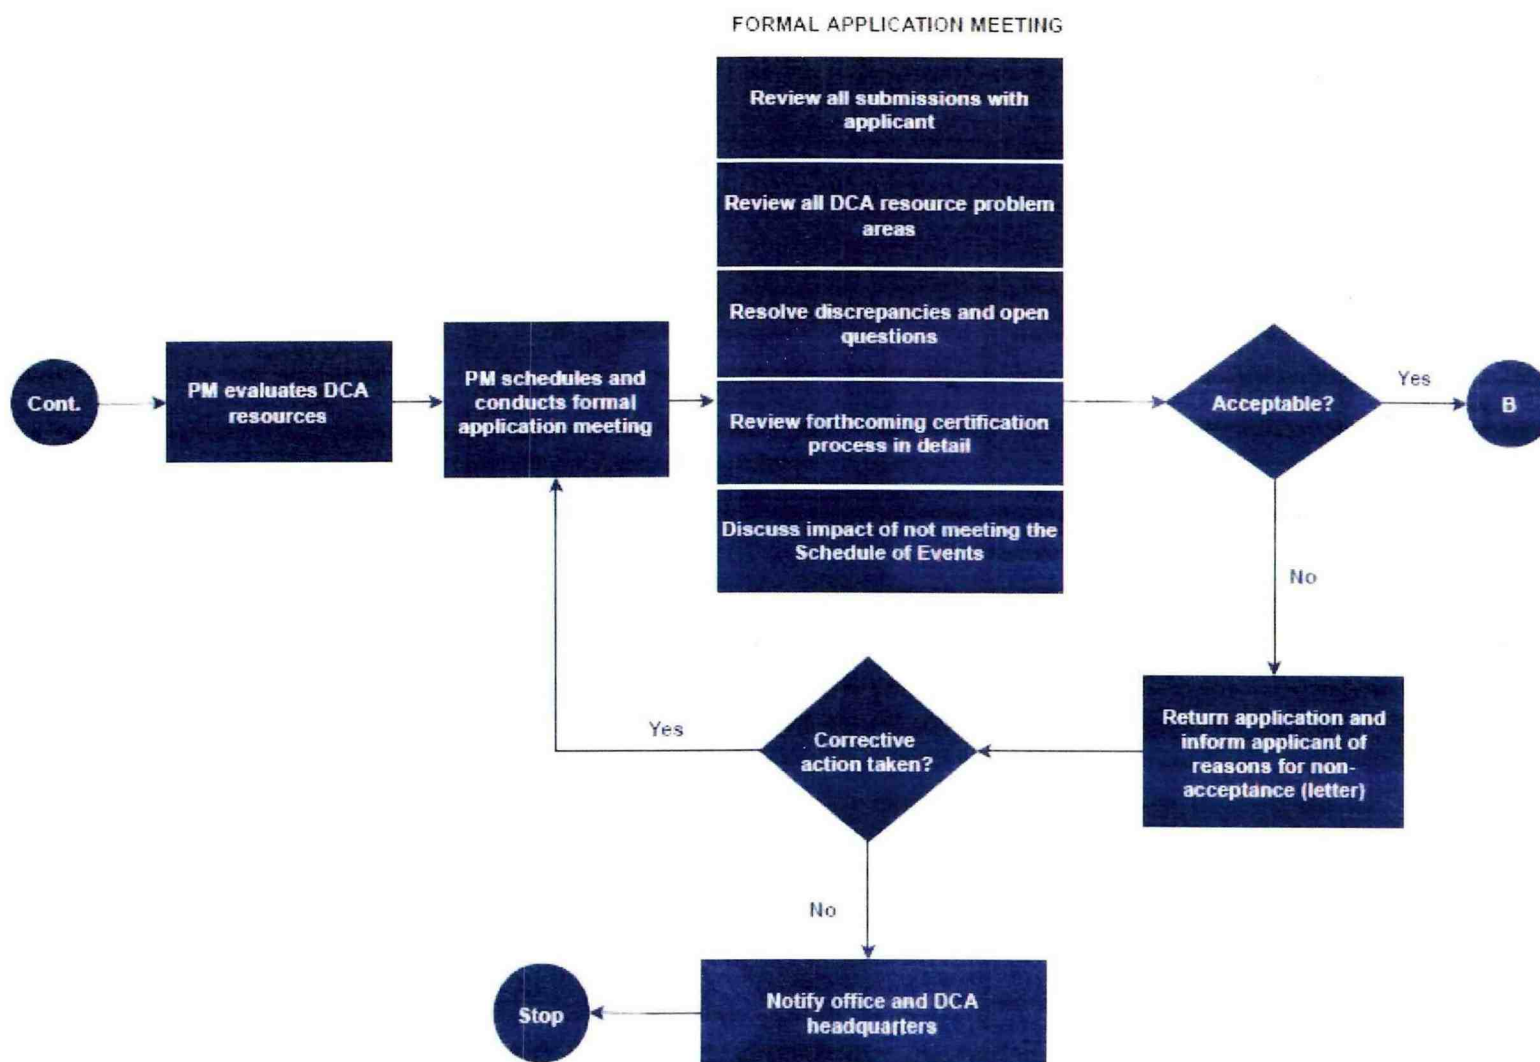 FORMAL APPLICATION MEETING
Review all submissions with
applicant
Review all DCA resource problem
areas
Resolve discrepancies and open
questions
Review forthcoming certification
process in detail
Discuss impact of not meeting the
Schedule of Events
Cont.
PM evaluates DCA
resources
PM schedules and
conducts formal
application meeting
Acceptable?
Yes
B
No
Return application and
inform applicant of
reasons for non-
acceptance (letter)
Corrective
action taken?
Yes
No
Notify office and DCA
headquarters
Stop